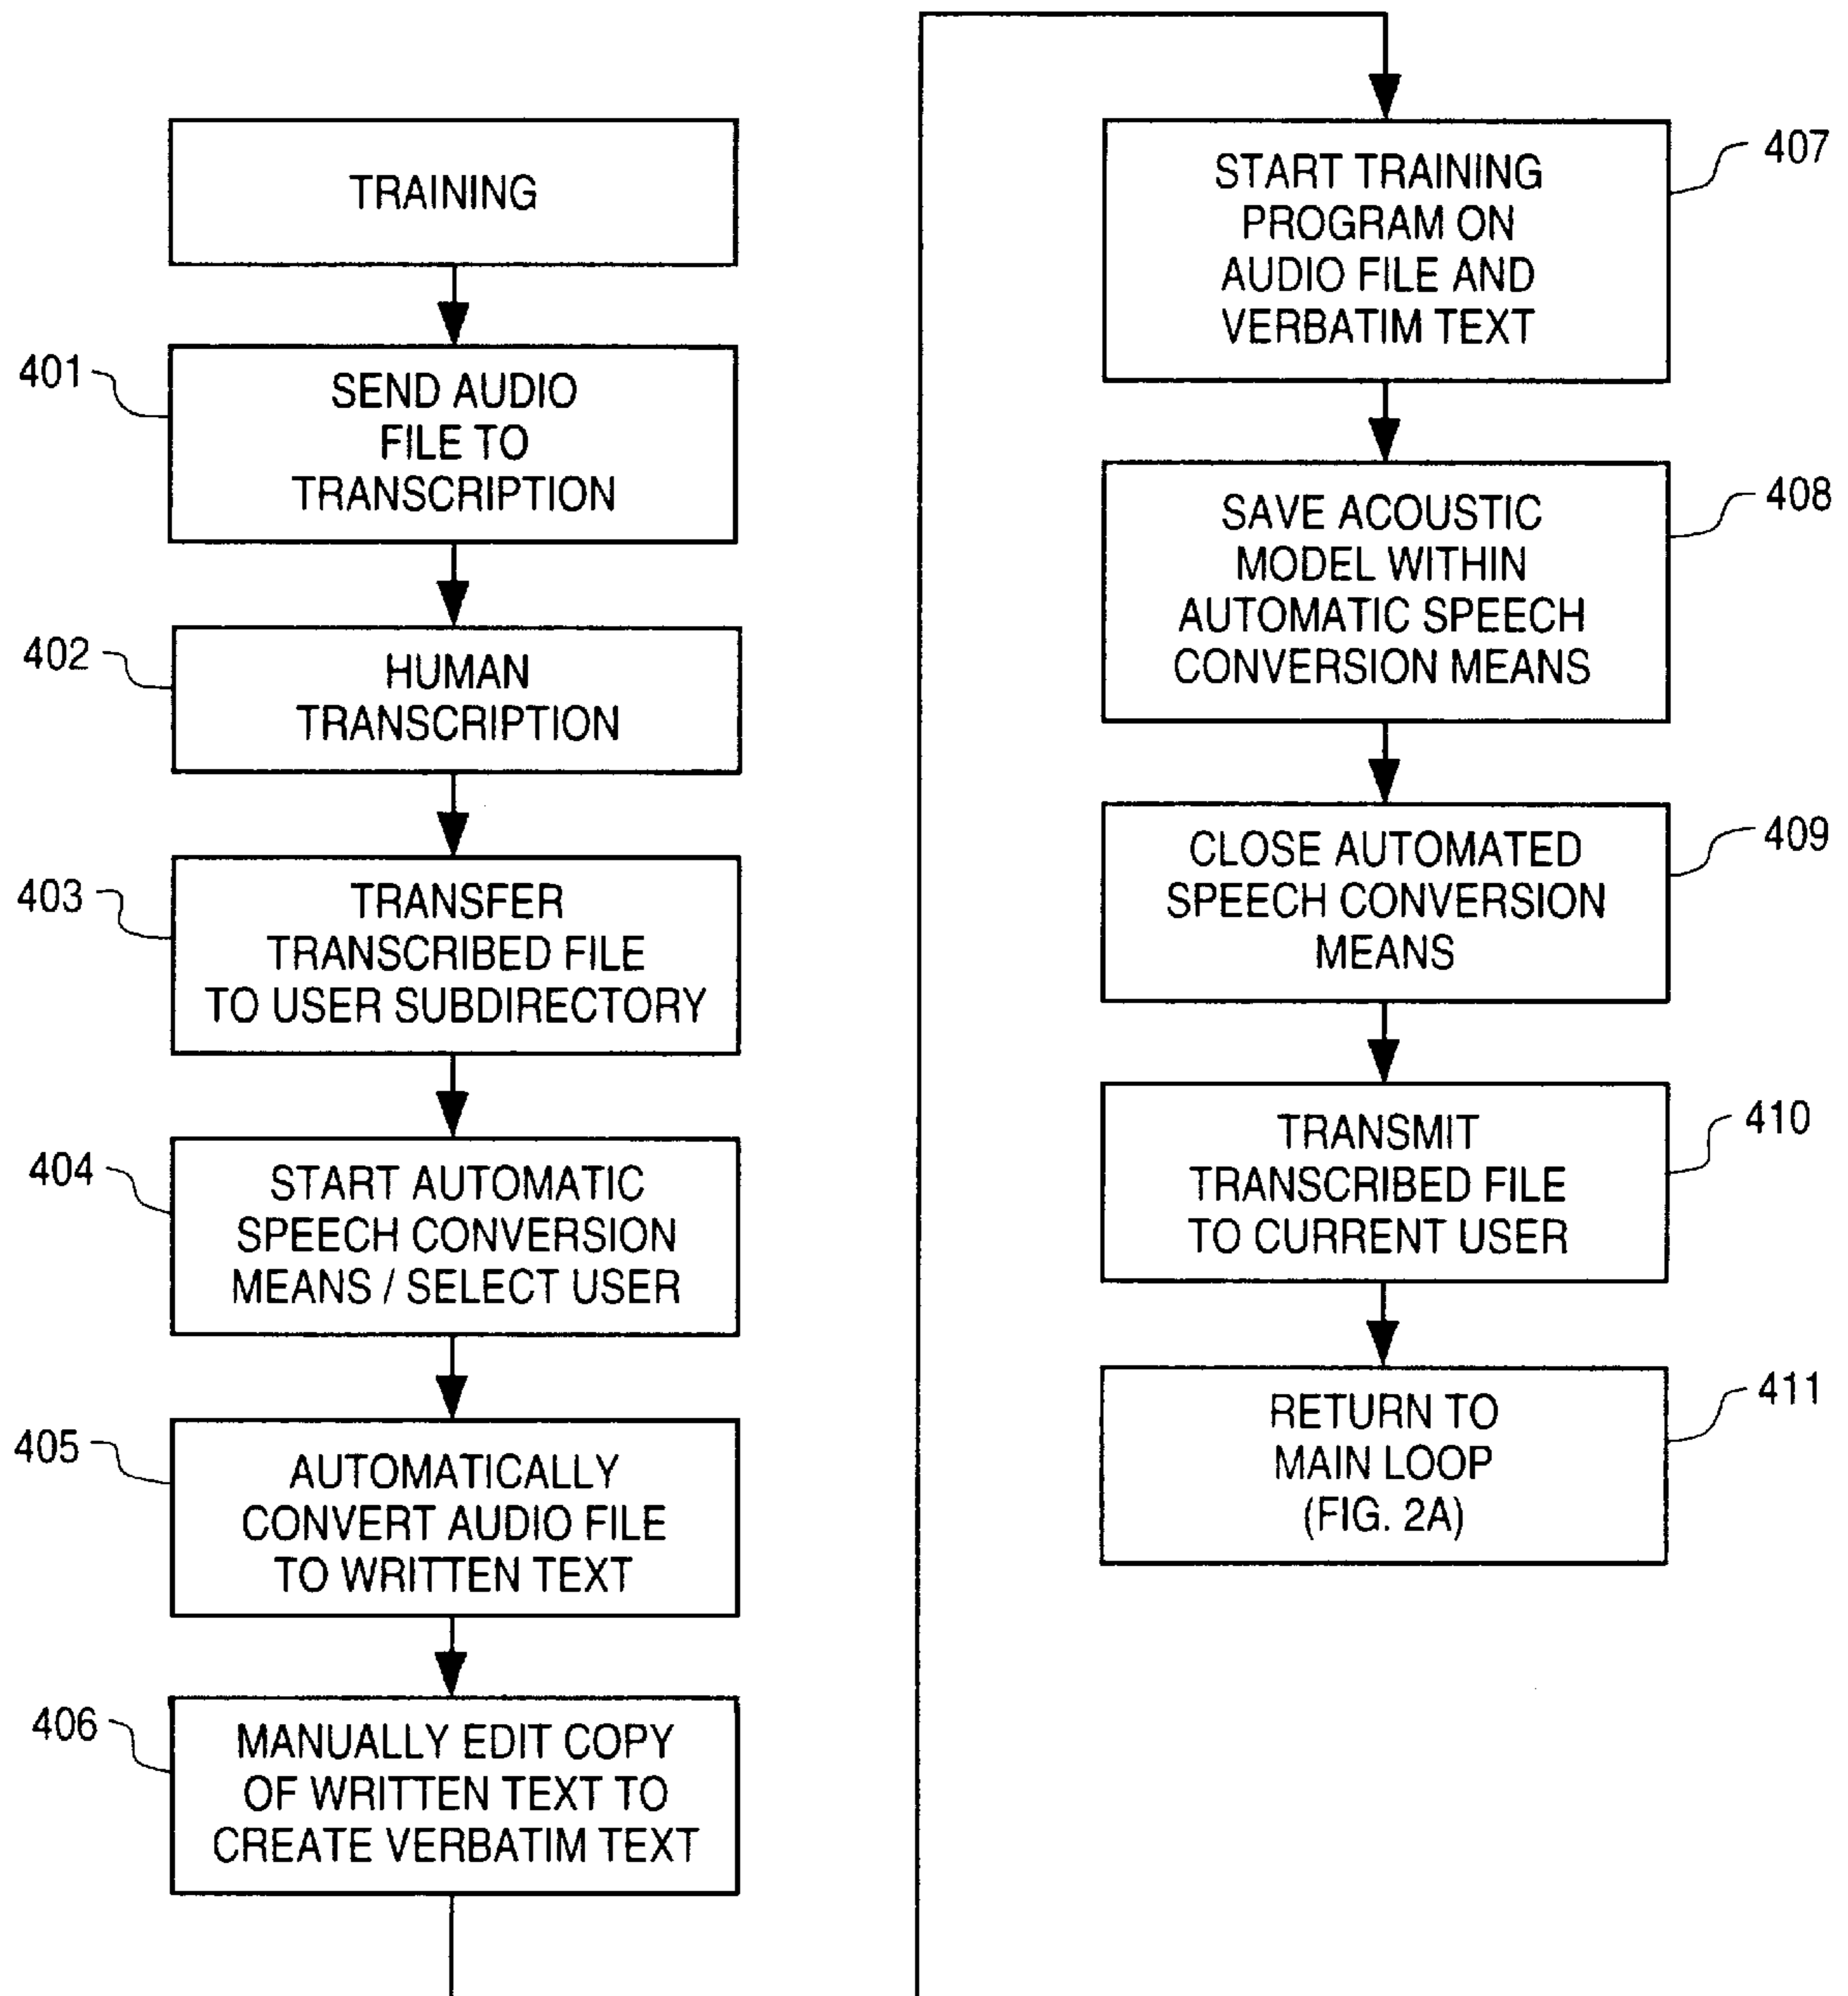 TRAINING
401
SEND AUDIO
FILE TO
TRANSCRIPTION
402
HUMAN
TRANSCRIPTION
403
TRANSFER
TRANSCRIBED FILE
TO USER SUBDIRECTORY
404
START AUTOMATIC
SPEECH CONVERSION
MEANS / SELECT USER
405
AUTOMATICALLY
CONVERT AUDIO FILE
TO WRITTEN TEXT
406
MANUALLY EDIT COPY
OF WRITTEN TEXT TO
CREATE VERBATIM TEXT
407
START TRAINING
PROGRAM ON
AUDIO FILE AND
VERBATIM TEXT
408
SAVE ACOUSTIC
MODEL WITHIN
AUTOMATIC SPEECH
CONVERSION MEANS
409
CLOSE AUTOMATED
SPEECH CONVERSION
MEANS
410
TRANSMIT
TRANSCRIBED FILE
TO CURRENT USER
411
RETURN TO
MAIN LOOP
(FIG. 2A)